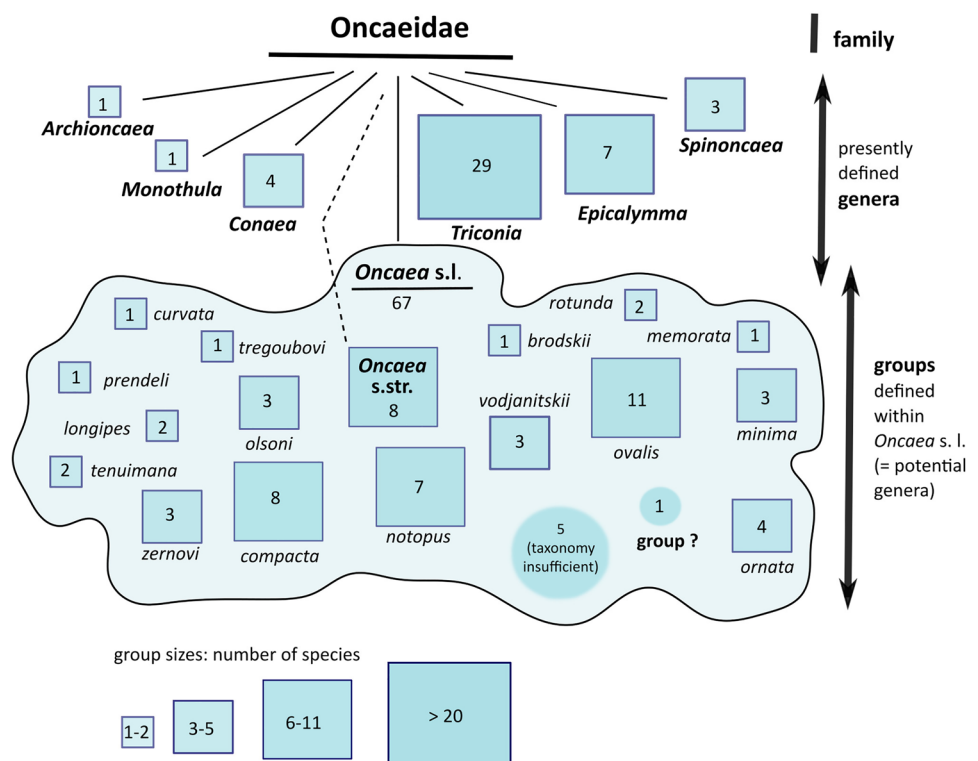 Oncaeidae
family
1
Archioncaea
1
Monothula
4
Conaea
29
Triconia
7
Epicalymma
3
Spinoncaea
presently
defined
genera
Oncaea s.l.
67
1 curvata
1 tregoubovi
1 prendeli
longipes 2
2 tenuimana
3
olsoni
3
zernovi
8
compacta
Oncaea
s.str.
8
7
notopus
1 brodskii
rotunda 2
memorata 1
vodjanitskii
3
11
ovalis
3
minima
5
(taxonomy
insufficient)
1
group ?
4
ornata
groups
defined
within
Oncaea s. l.
(= potential
genera)
group sizes: number of species
1-2
3-5
6-11
> 20